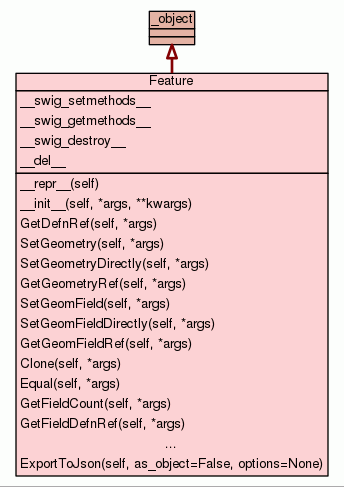 _object
Feature
__swig_setmethods__
__swig_getmethods__
__swig_destroy__
__del__
__repr__(self)
__init__(self, *args, **kwargs)
GetDefnRef(self, *args)
SetGeometry(self, *args)
SetGeometryDirectly(self, *args)
GetGeometryRef(self, *args)
SetGeomField(self, *args)
SetGeomFieldDirectly(self, *args)
GetGeomFieldRef(self, *args)
Clone(self, *args)
Equal(self, *args)
GetFieldCount(self, *args)
GetFieldDefnRef(self, *args)
...
ExportToJson(self, as_object=False, options=None)